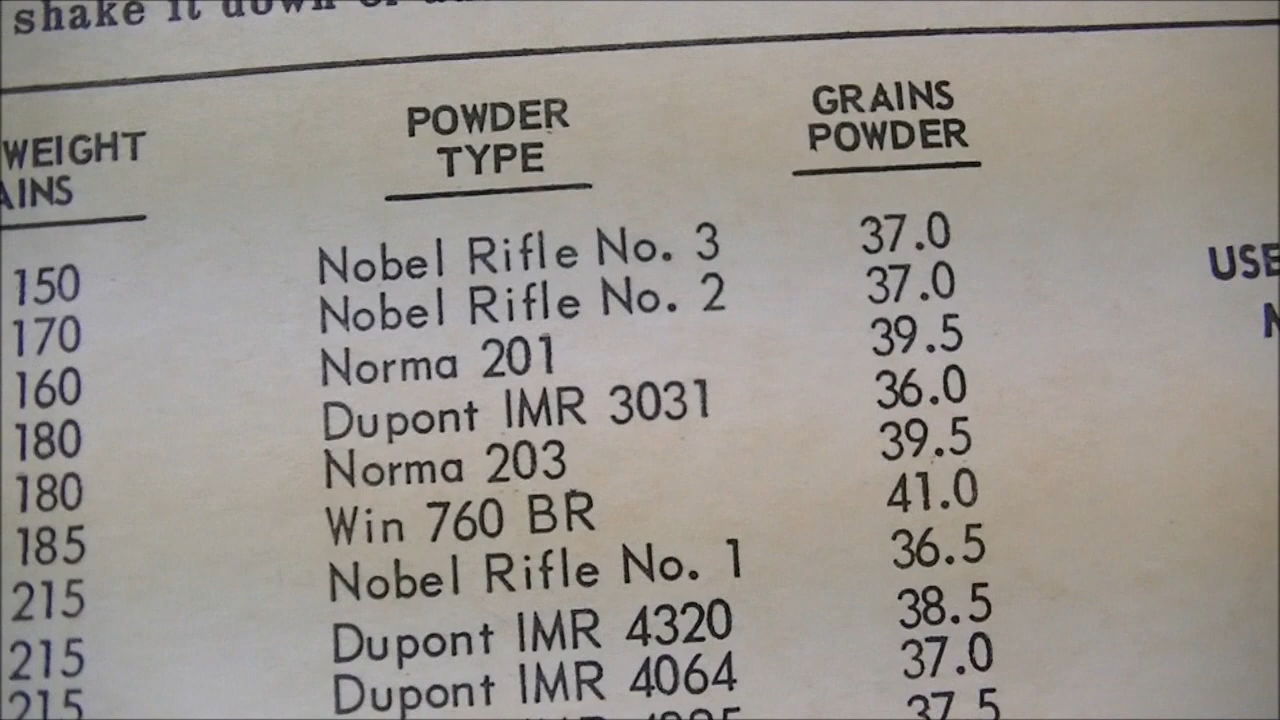 shake it down
WEIGHT POWDER TYPE GRAINS POWDER
150 Nobel Rifle No. 3 37.0 USE
170 Nobel Rifle No. 2 37.0
160 Norma 201 39.5
180 Dupont IMR 3031 36.0
180 Norma 203 39.5
185 Win 760 BR 41.0
215 Nobel Rifle No. 1 36.5
215 Dupont IMR 4320 38.5
215 Dupont IMR 4064 37.0
37.5